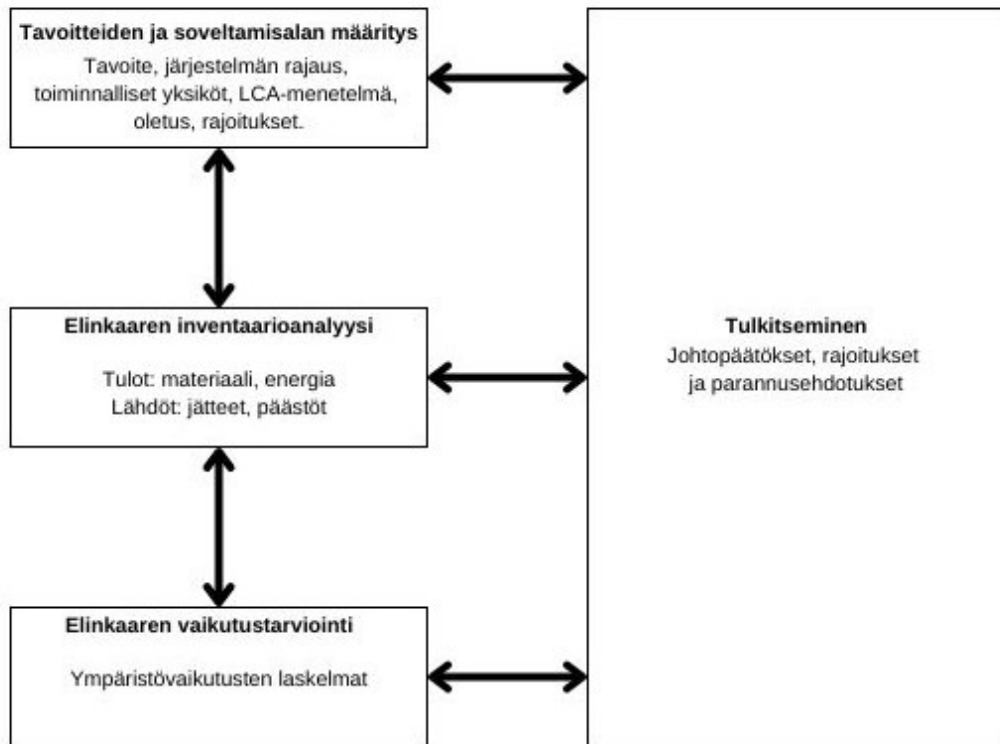 Tavoitteiden ja soveltamisalan määritys
Tavoite, järjestelmän rajaus,
toiminnalliset yksiköt, LCA-menetelmä,
oletus, rajoitukset.
Elinkaaren inventaarioanalyysi
Tulot: materiaali, energia
Lähdöt: jätteet, päästöt
Elinkaaren vaikutustarviointi
Ympäristövaikutusten laskelmat
Tulkitseminen
Johtopäätökset, rajoitukset
ja parannusehdotukset